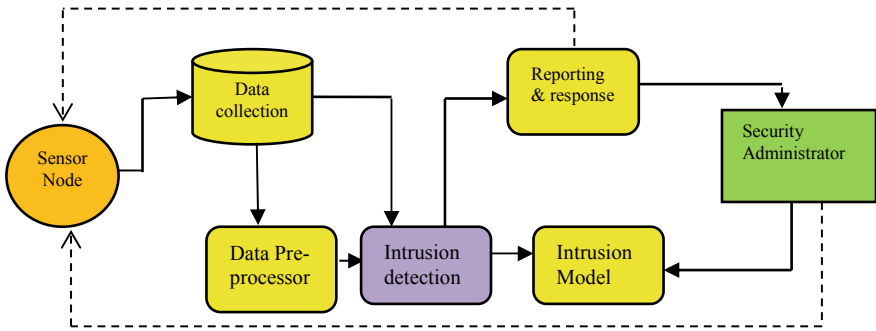 Sensor
Node
Data
collection
Reporting
& response
Security
Administrator
Data Pre-
processor
Intrusion
detection
Intrusion
Model